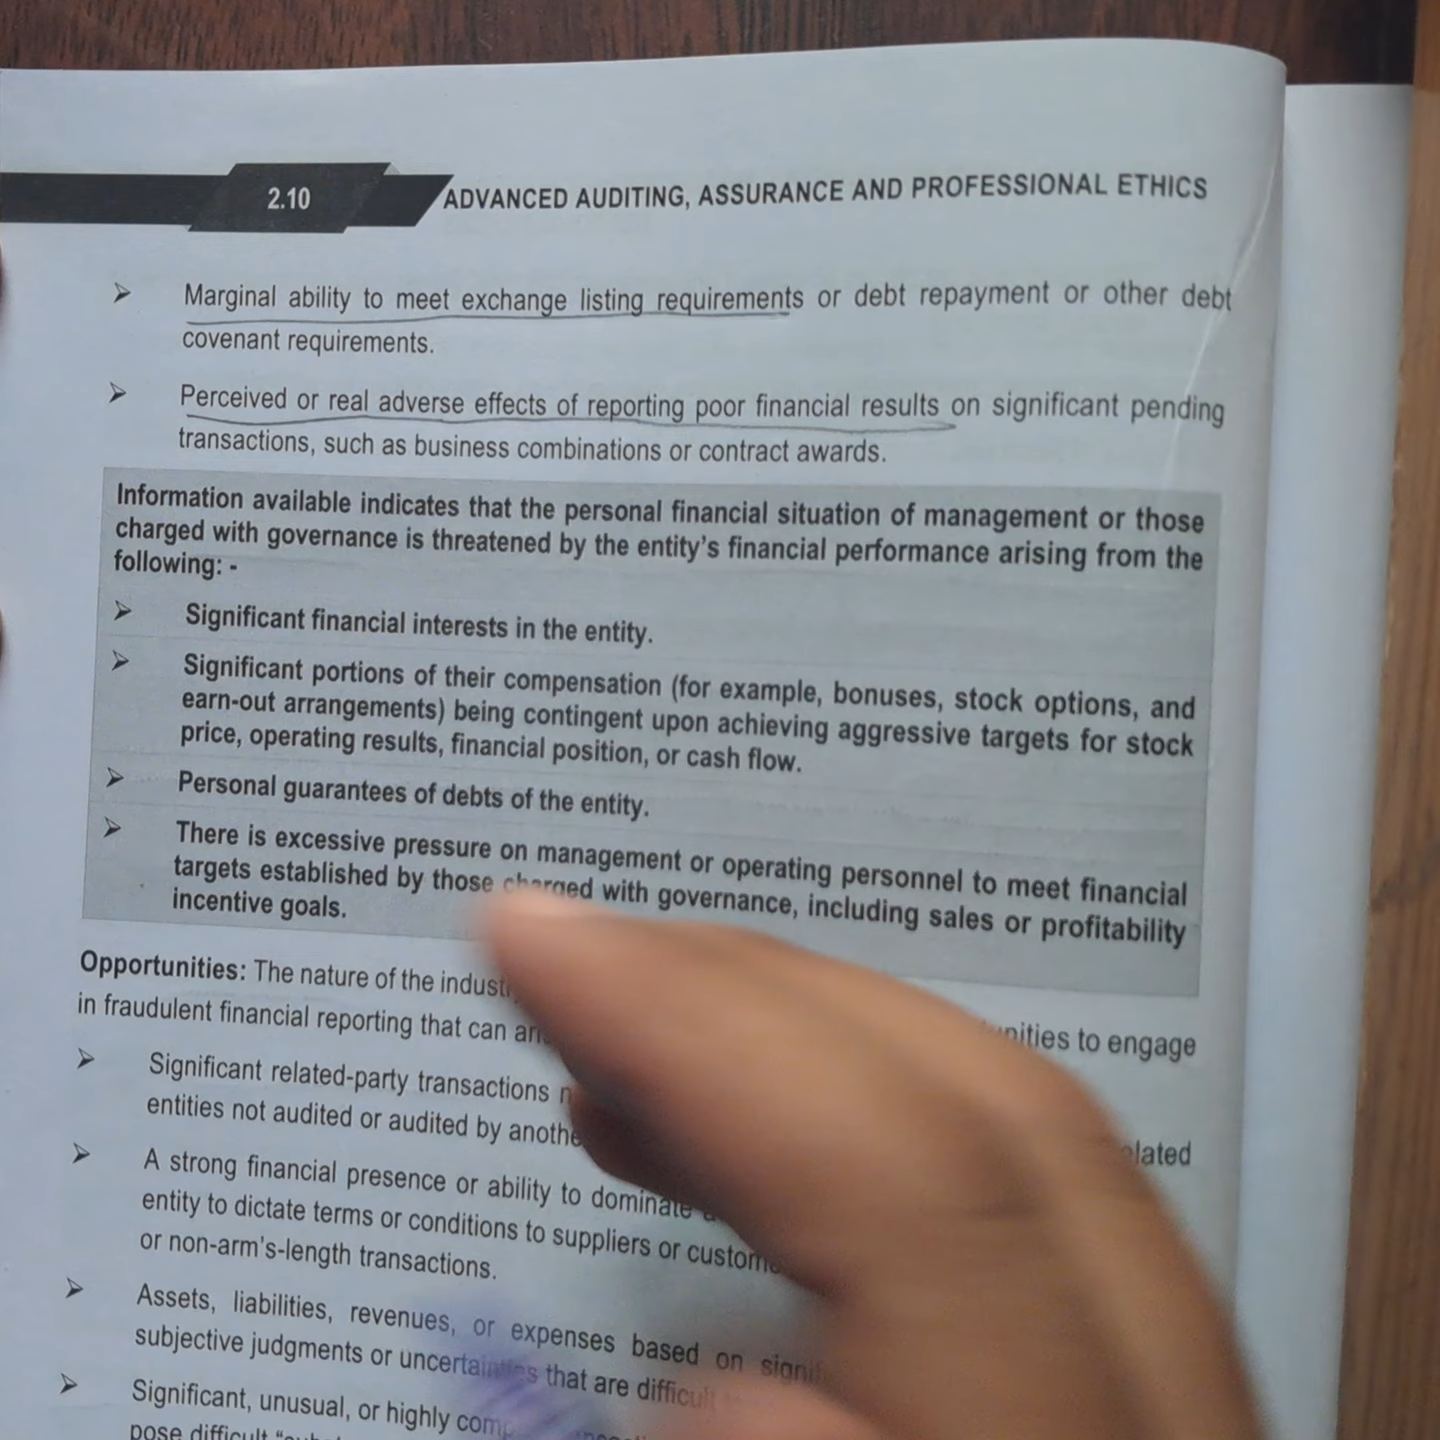 2.10
ADVANCED AUDITING, ASSURANCE AND PROFESSIONAL ETHICS
➢ Marginal ability to meet exchange listing requirements or debt repayment or other debt
covenant requirements.
➢ Perceived or real adverse effects of reporting poor financial results on significant pending
transactions, such as business combinations or contract awards.
Information available indicates that the personal financial situation of management or those
charged with governance is threatened by the entity's financial performance arising from the
following: -
➢ Significant financial interests in the entity.
➢ Significant portions of their compensation (for example, bonuses, stock options, and
earn-out arrangements) being contingent upon achieving aggressive targets for stock
price, operating results, financial position, or cash flow.
➢ Personal guarantees of debts of the entity.
➢ There is excessive pressure on management or operating personnel to meet financial
targets established by those charged with governance, including sales or profitability
incentive goals.
Opportunities: The nature of the
in fraudulent financial reporting that can to engage
➢ Significant related-party transactions
entities not audited or audited by
➢ A strong financial presence or ability to dominate
entity to dictate terms or conditions to suppliers or
or non-arm's-length transactions.
➢ Assets, liabilities, revenues, or expenses based on
subjective judgments or uncertainties that are difficult
➢ Significant, unusual, or highly
pose difficult